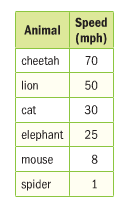 Animal Speed (mph)
cheetah 70
lion 50
cat 30
elephant 25
mouse 8
spider 1